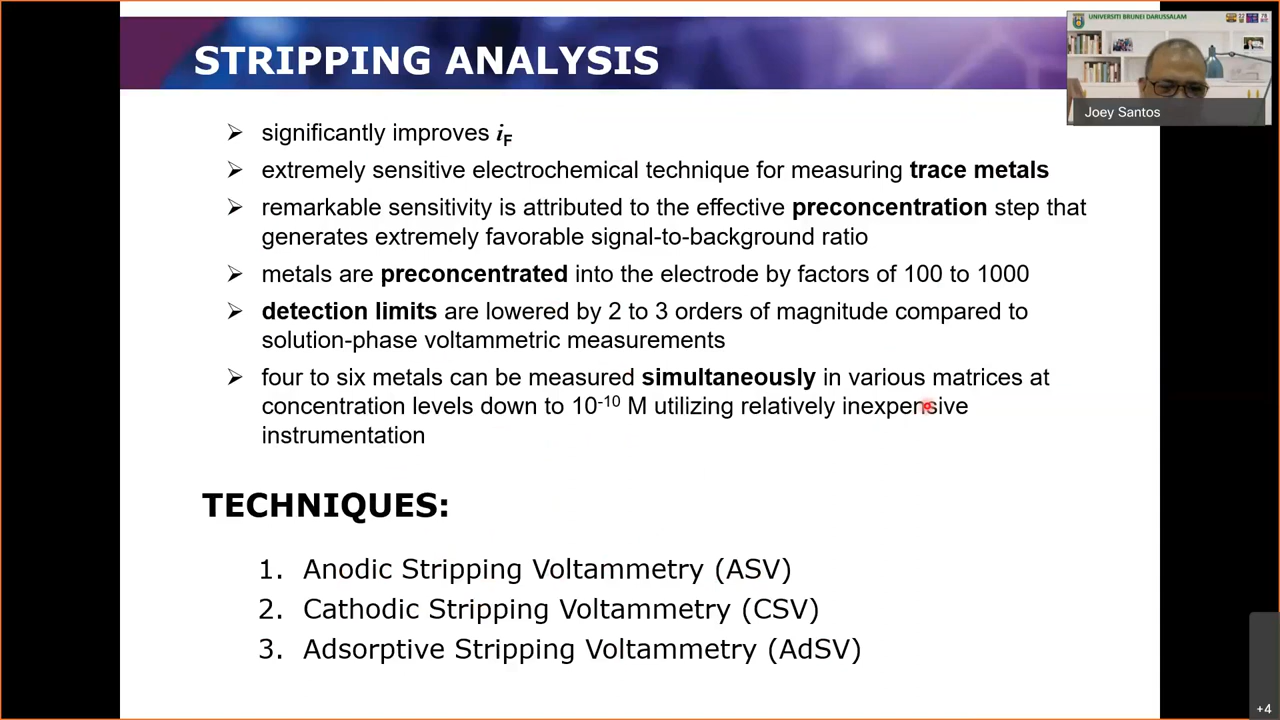 STRIPPING ANALYSIS
UNIVERSITI BRUNEI DARUSSALAM
Joey Santos
➢ significantly improves iF
➢ extremely sensitive electrochemical technique for measuring trace metals
➢ remarkable sensitivity is attributed to the effective preconcentration step that
generates extremely favorable signal-to-background ratio
➢ metals are preconcentrated into the electrode by factors of 100 to 1000
➢ detection limits are lowered by 2 to 3 orders of magnitude compared to
solution-phase voltammetric measurements
➢ four to six metals can be measured simultaneously in various matrices at
concentration levels down to 10⁻¹⁰ M utilizing relatively inexpensive
instrumentation
TECHNIQUES:
1. Anodic Stripping Voltammetry (ASV)
2. Cathodic Stripping Voltammetry (CSV)
3. Adsorptive Stripping Voltammetry (AdSV)
+4